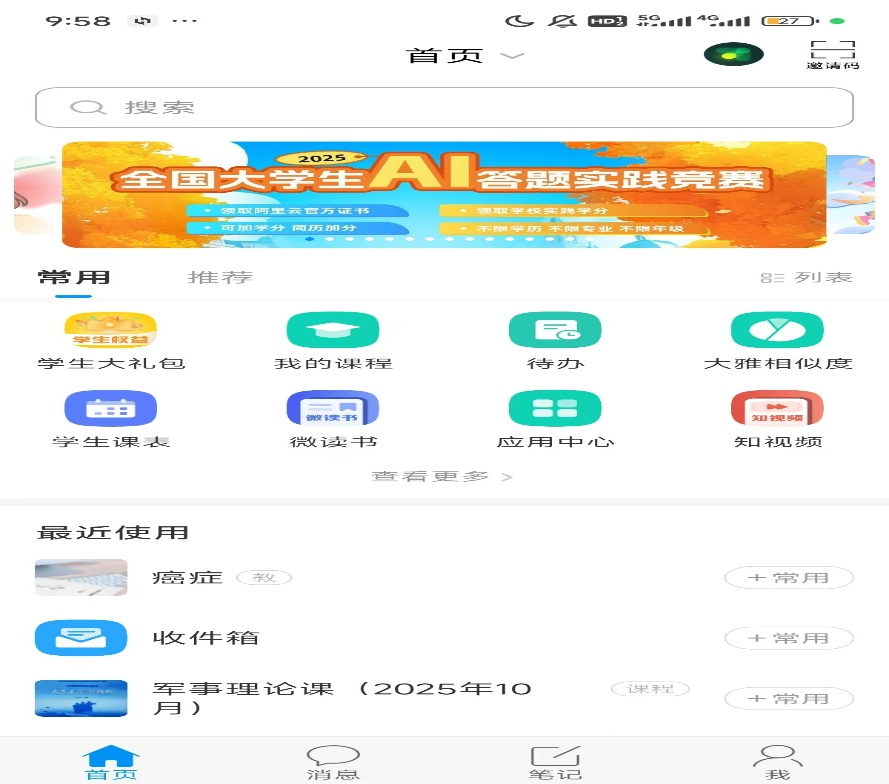 9:58 ··· HD 5G 4G 27
首页
邀请码
搜索
2025
全国大学生AI答题实践竞赛
领取阿里云官方证书 领取学校实践学分
可加学分 简历加分 不限学历 不限专业 不限年级
常用 推荐 列表
学生权益
学生大礼包 我的课程 待办 大雅相似度
微读书 知视频
学生课表 微读书 应用中心 知视频
查看更多 >
最近使用
癌症 教 +常用
收件箱 +常用
军事理论课（2025年10 课程 +常用
月）
首页 消息 笔记 我